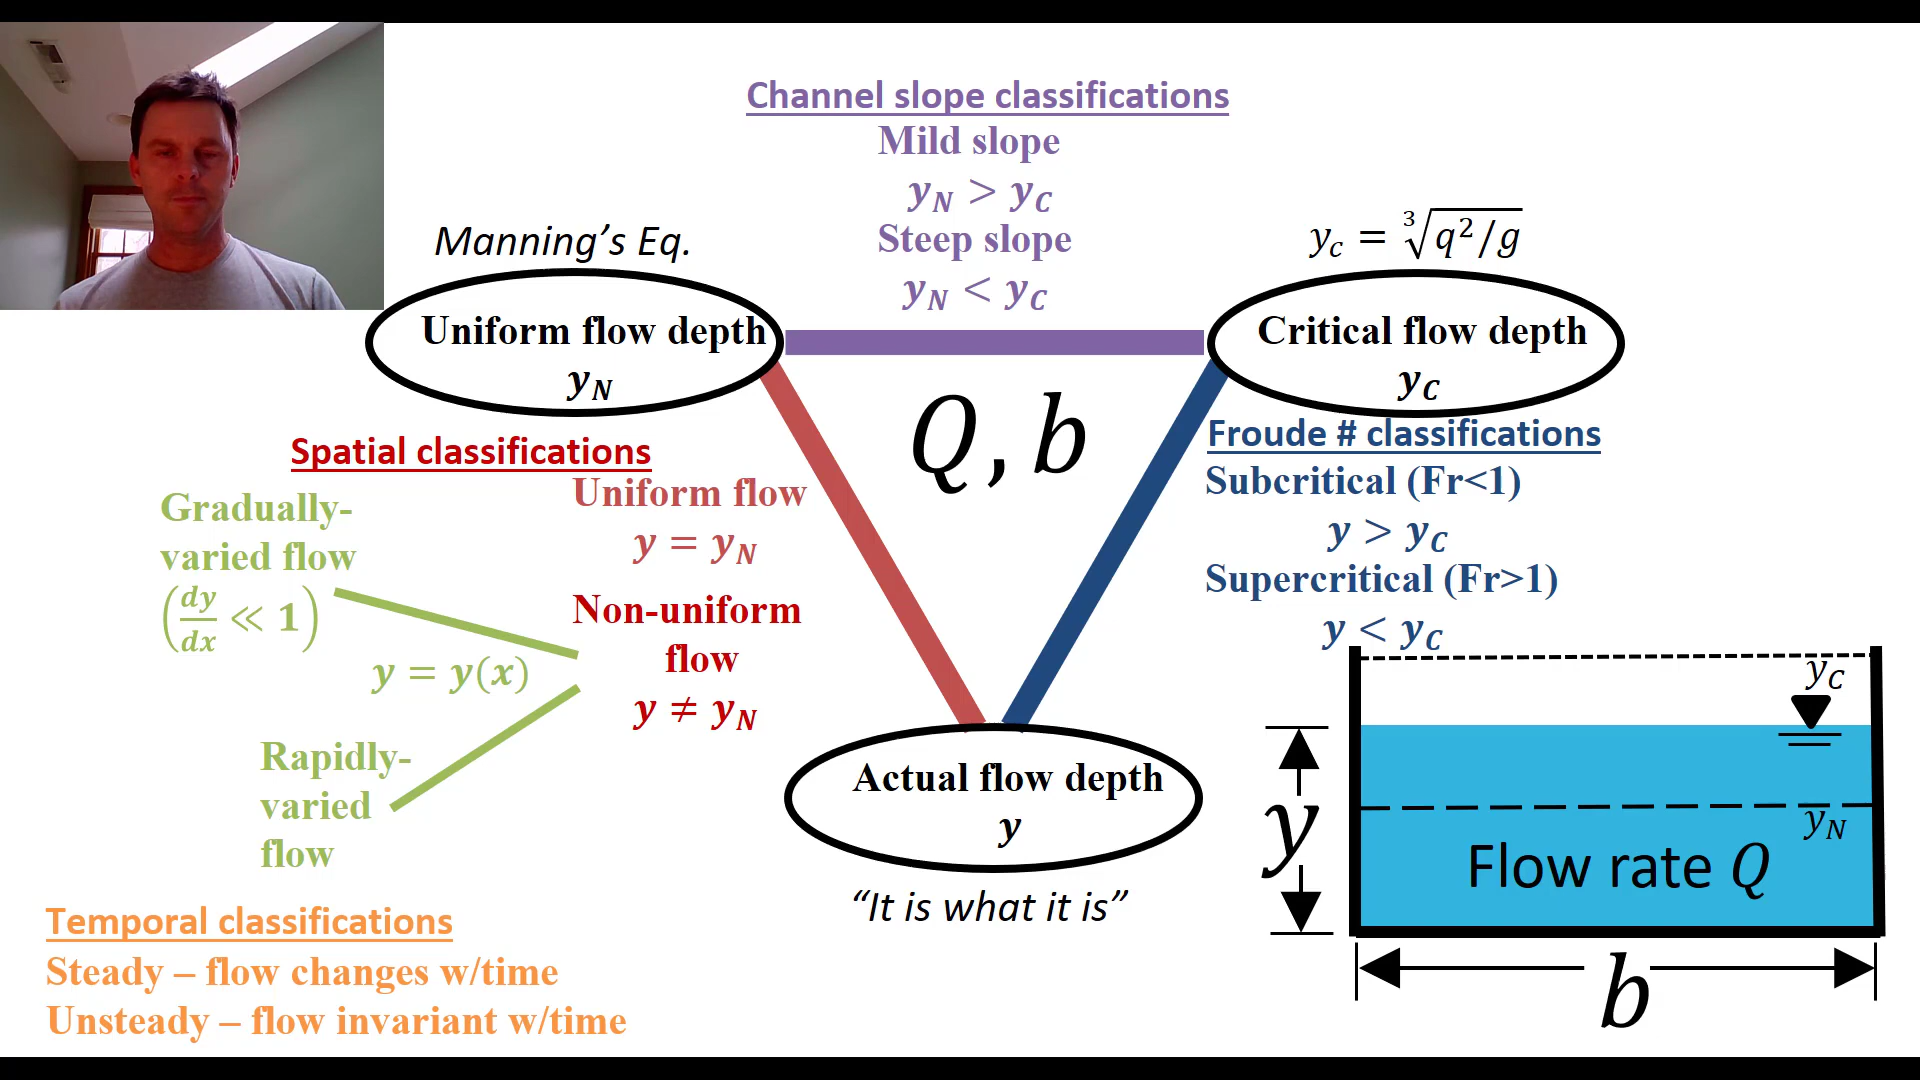 Channel slope classifications
Mild slope
y_N > y_C
Steep slope
y_N < y_C
Manning’s Eq.
y_c = ∛(q²/g)
Uniform flow depth
y_N
Critical flow depth
y_C
Q, b
Spatial classifications
Uniform flow
y = y_N
Non-uniform
flow
y ≠ y_N
Gradually-
varied flow
(dy/dx ≪ 1)
y = y(x)
Rapidly-
varied
flow
Froude # classifications
Subcritical (Fr<1)
y > y_C
Supercritical (Fr>1)
y < y_C
Actual flow depth
y
“It is what it is”
y_C
y
y_N
Flow rate Q
b
Temporal classifications
Steady – flow changes w/time
Unsteady – flow invariant w/time